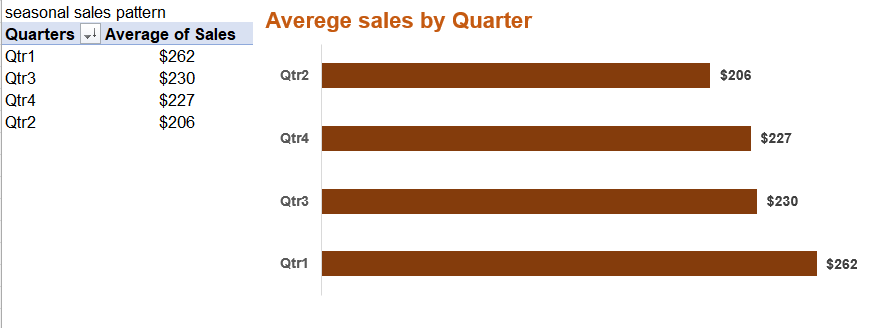 seasonal sales pattern
Quarters Average of Sales
Qtr1 $262
Qtr3 $230
Qtr4 $227
Qtr2 $206
Averege sales by Quarter
Qtr2 $206
Qtr4 $227
Qtr3 $230
Qtr1 $262